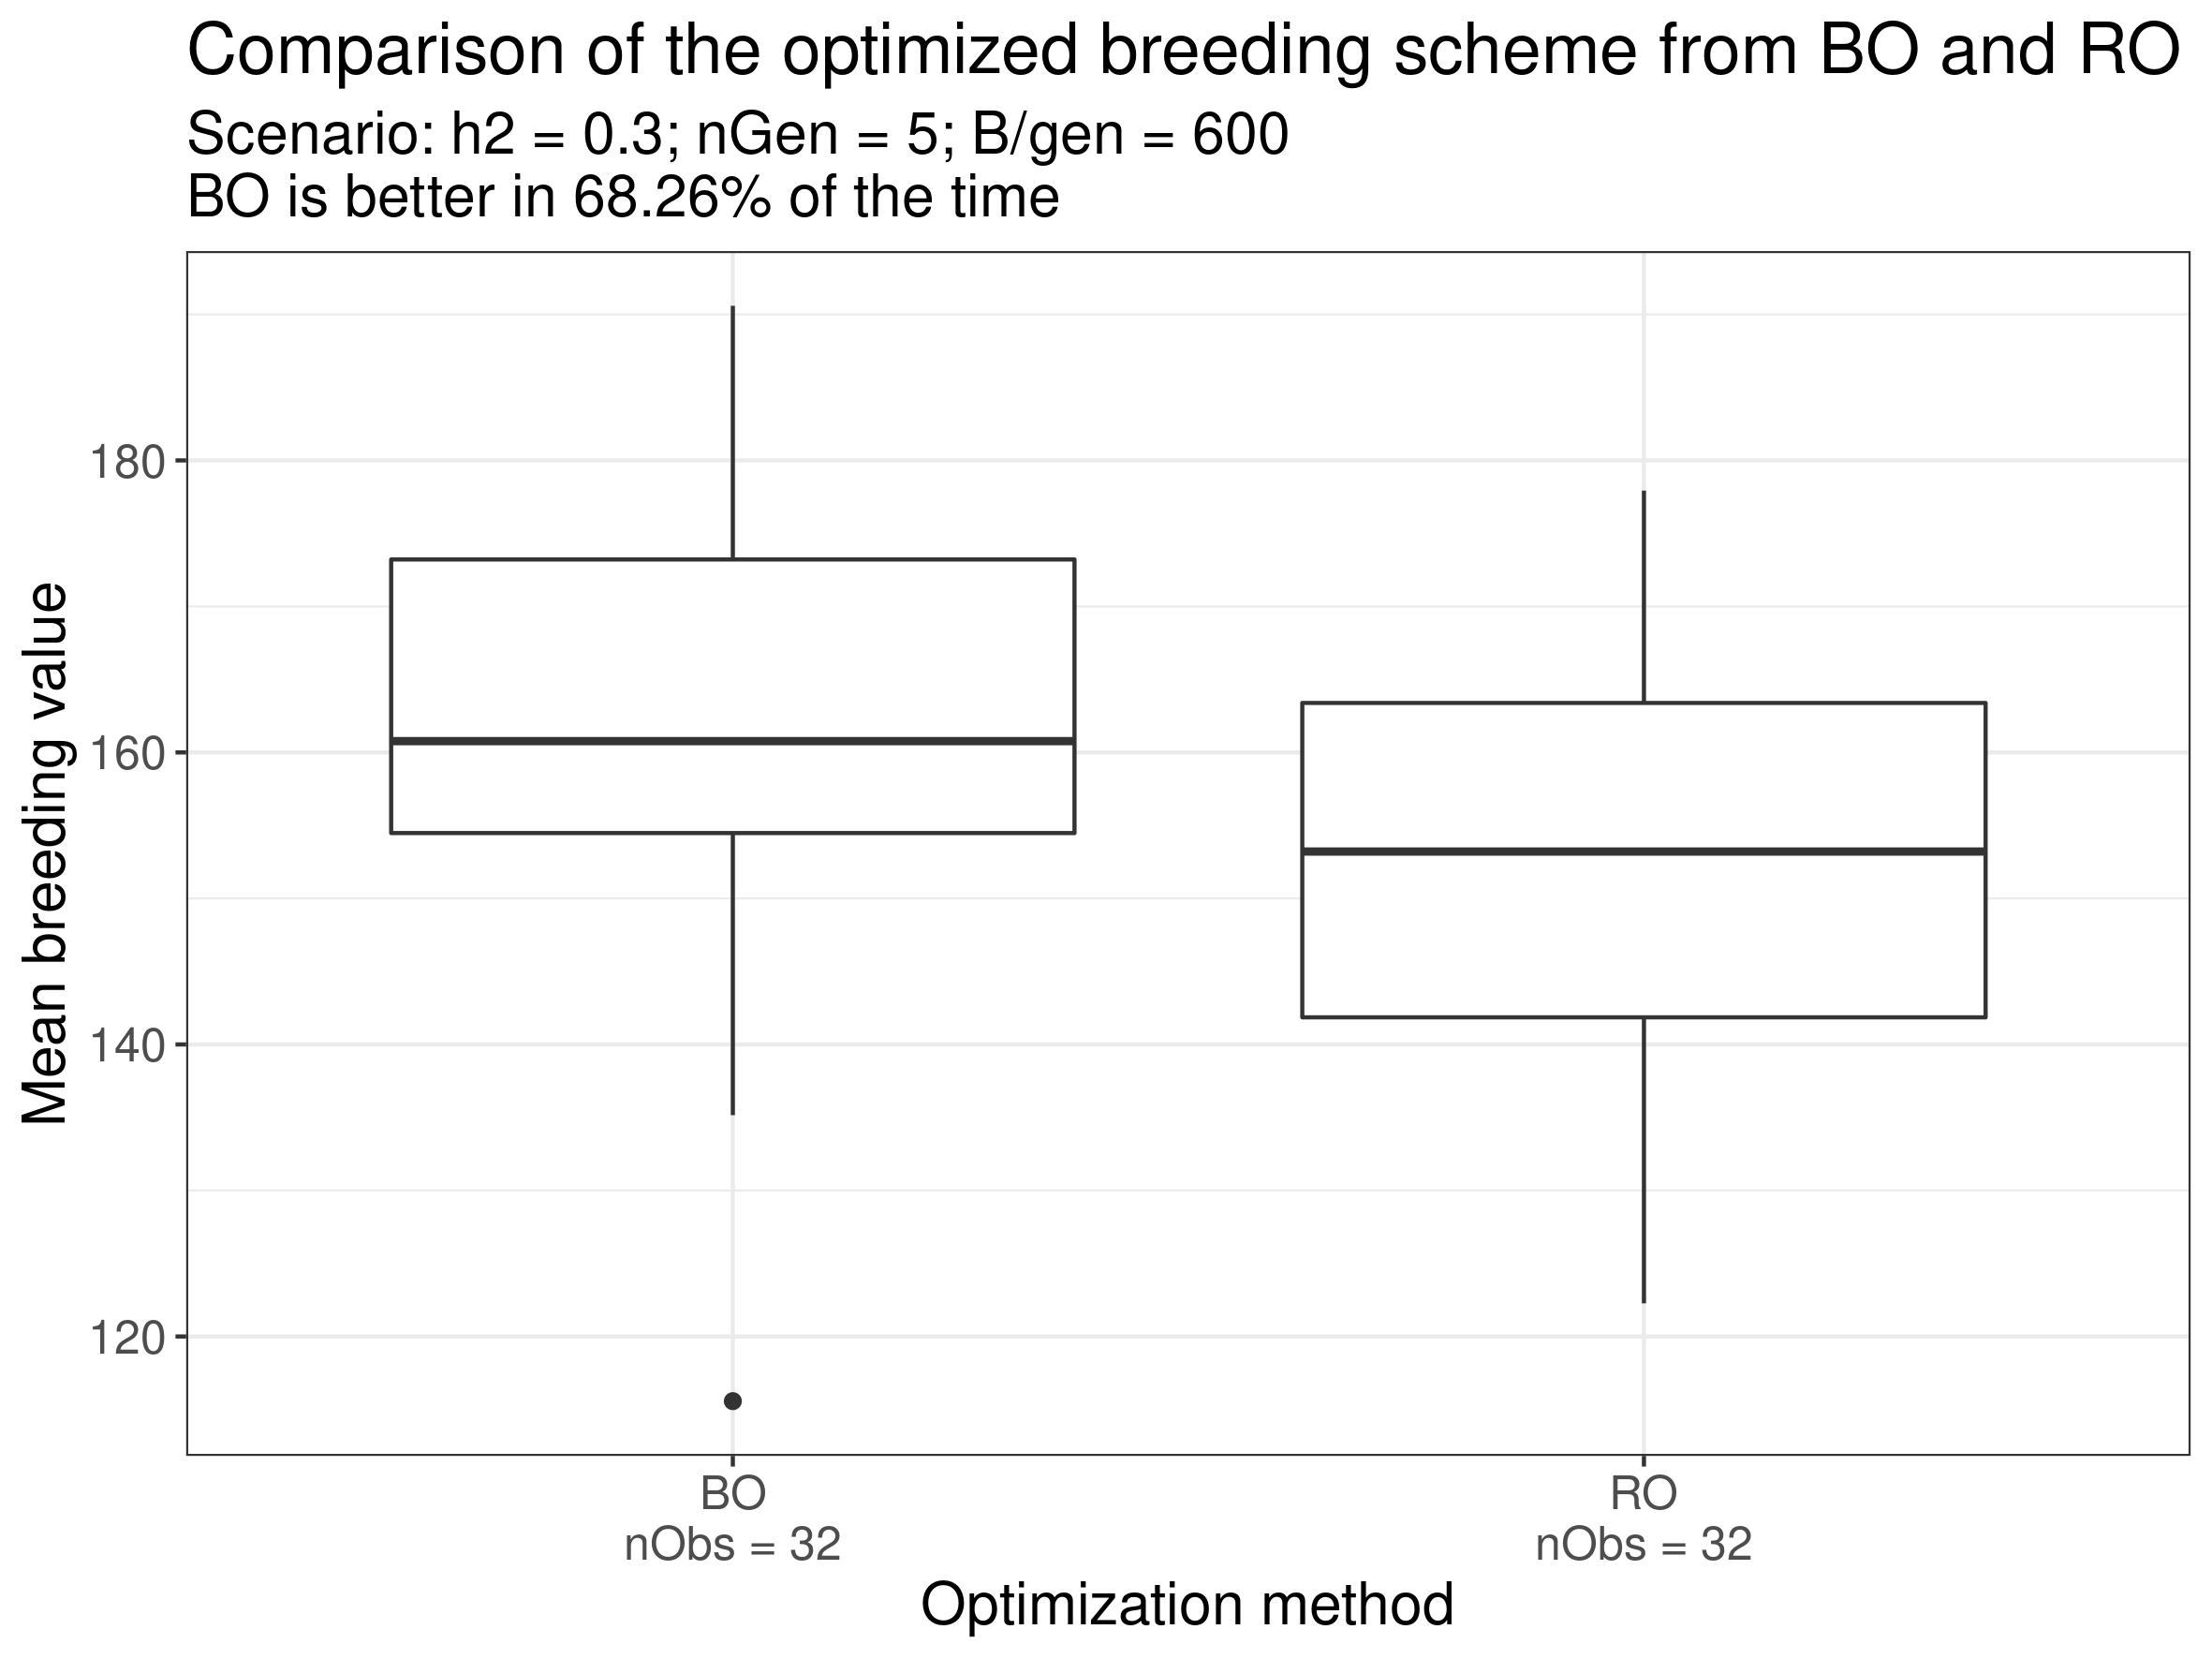 Comparison of the optimized breeding scheme from BO and RO
Scenario: h2 = 0.3; nGen = 5; B/gen = 600
BO is better in 68.26% of the time
Mean breeding value
180
160
140
120
BO
nObs = 32
RO
nObs = 32
Optimization method